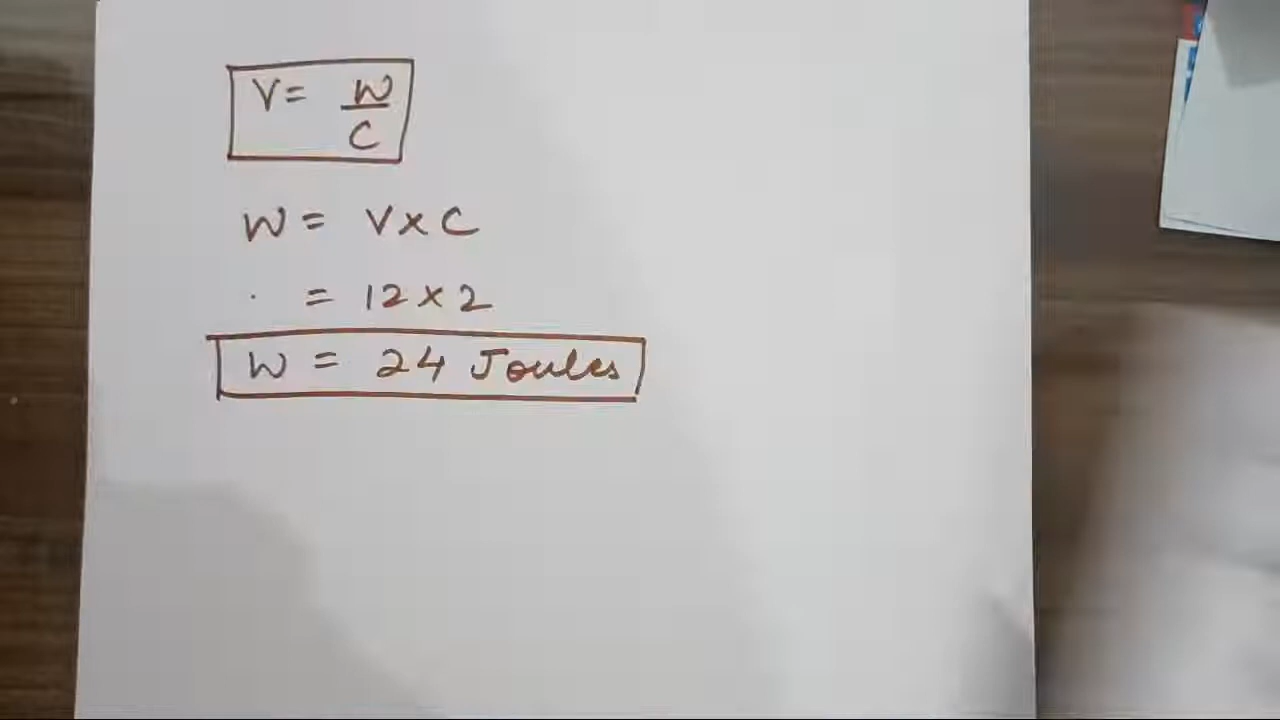 V = W/C
W = V x C
= 12 x 2
W = 24 Joules